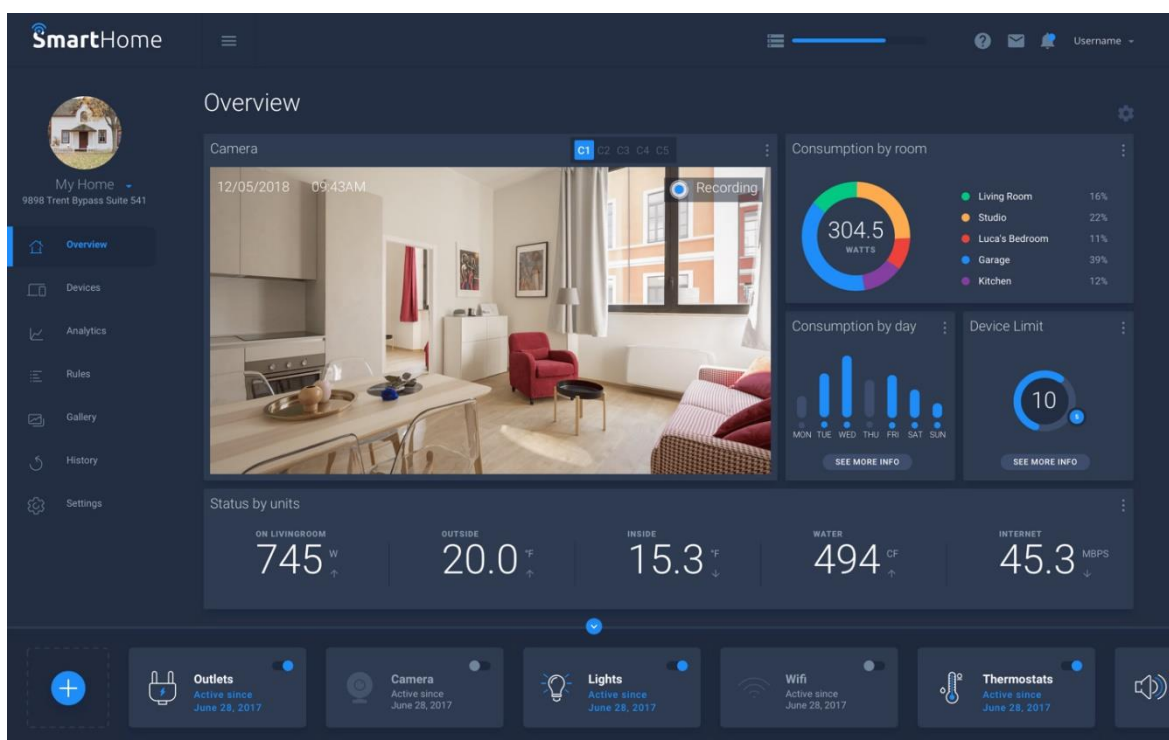 SmartHome
Username
My Home
9898 Trent Bypass Suite 541
Overview
Devices
Analytics
Rules
Gallery
History
Settings
Overview
Camera
C1 C2 C3 C4 C5
12/05/2018 09:43AM
Recording
Consumption by room
304.5
WATTS
Living Room 16%
Studio 22%
Luca's Bedroom 11%
Garage 39%
Kitchen 12%
Consumption by day
MON TUE WED THU FRI SAT SUN
SEE MORE INFO
Device Limit
10
SEE MORE INFO
Status by units
ON LIVINGROOM
745 W
OUTSIDE
20.0 °F
INSIDE
15.3 °F
WATER
494 CF
INTERNET
45.3 MBPS
Outlets
Active since
June 28, 2017
Camera
Active since
June 28, 2017
Lights
Active since
June 28, 2017
Wifi
Active since
June 28, 2017
Thermostats
Active since
June 28, 2017